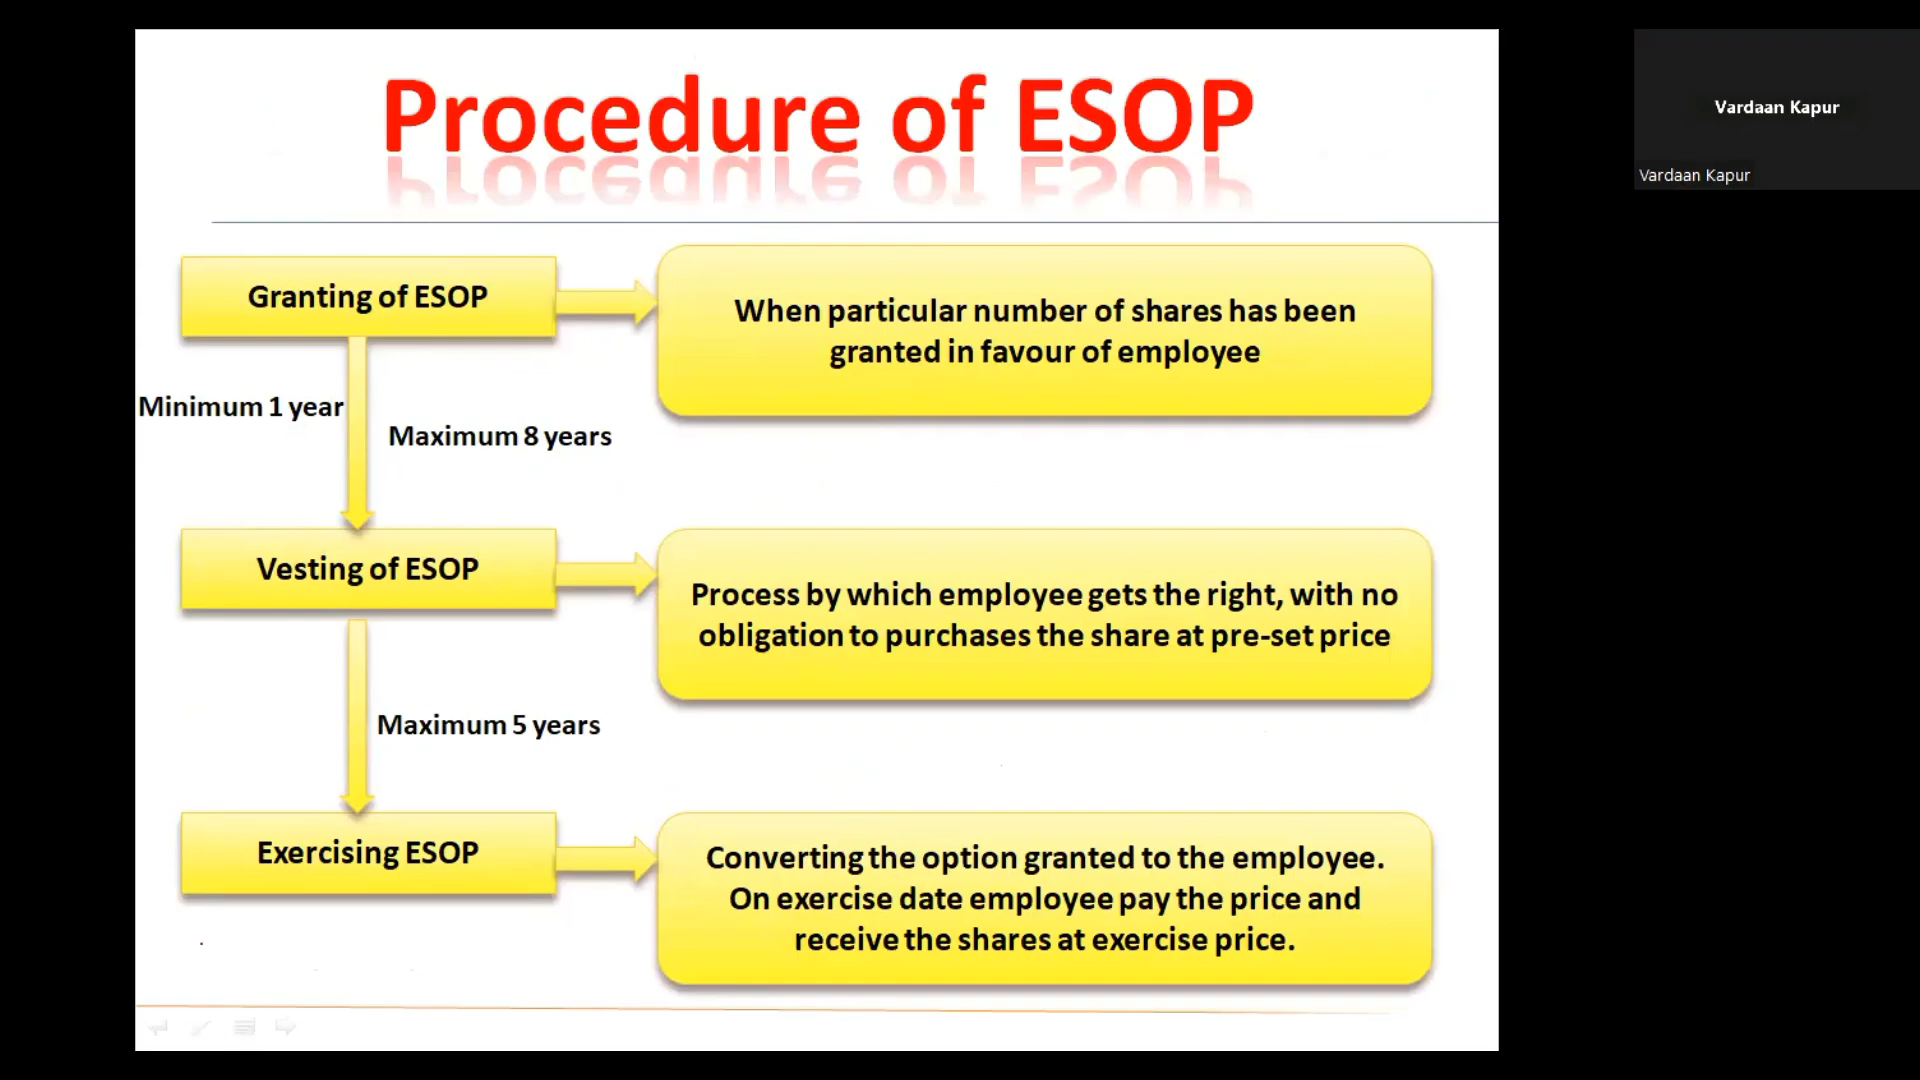 Procedure of ESOP
Granting of ESOP
When particular number of shares has been
granted in favour of employee
Minimum 1 year
Maximum 8 years
Vesting of ESOP
Process by which employee gets the right, with no
obligation to purchases the share at pre-set price
Maximum 5 years
Exercising ESOP
Converting the option granted to the employee.
On exercise date employee pay the price and
receive the shares at exercise price.
Vardaan Kapur
Vardaan Kapur